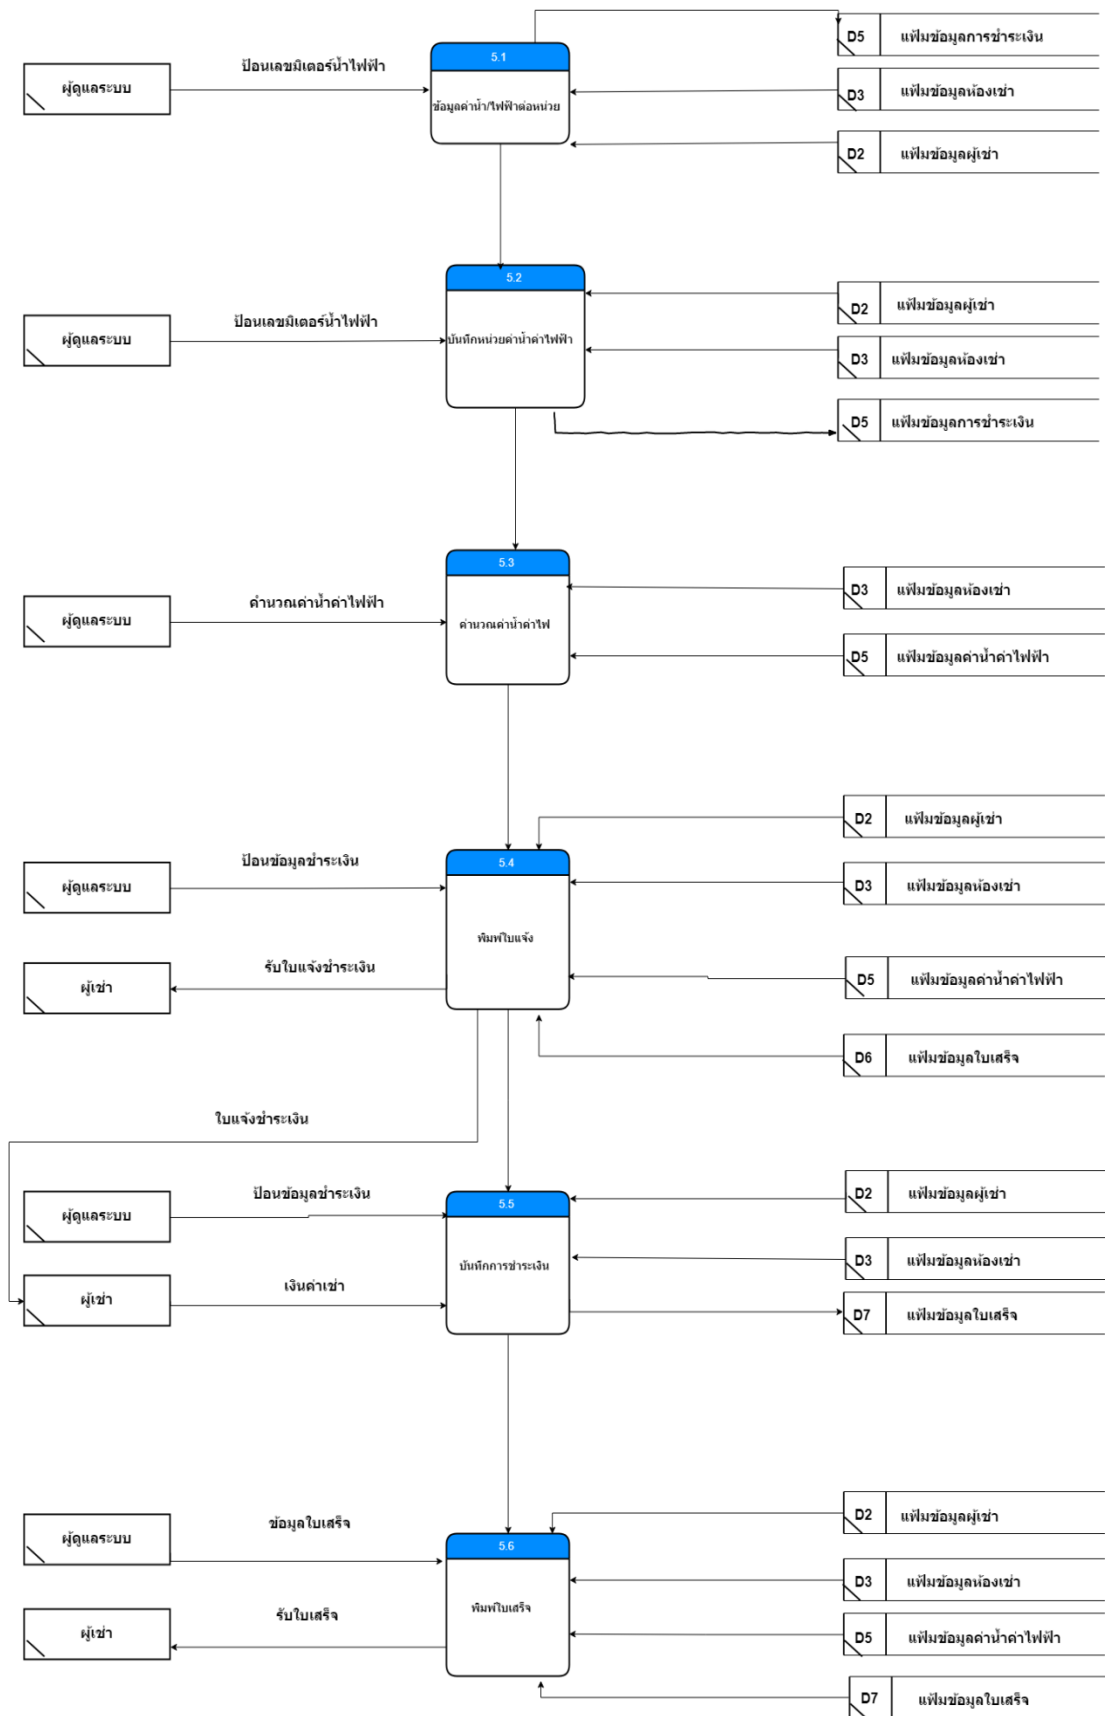 5.1
D5 แฟ้มข้อมูลการชำระเงิน
ป้อนเลขมิเตอร์น้ำไฟฟ้า
ผู้ดูแลระบบ
ข้อมูลค่าน้ำ/ไฟฟ้าต่อหน่วย
D3 แฟ้มข้อมูลห้องเช่า
D2 แฟ้มข้อมูลผู้เช่า
5.2
D2 แฟ้มข้อมูลผู้เช่า
ป้อนเลขมิเตอร์น้ำไฟฟ้า
ผู้ดูแลระบบ
บันทึกหน่วยค่าน้ำค่าไฟฟ้า
D3 แฟ้มข้อมูลห้องเช่า
D5 แฟ้มข้อมูลการชำระเงิน
5.3
D3 แฟ้มข้อมูลห้องเช่า
คำนวณค่าน้ำค่าไฟฟ้า
ผู้ดูแลระบบ
คำนวณค่าน้ำค่าไฟ
D5 แฟ้มข้อมูลค่าน้ำค่าไฟฟ้า
D2 แฟ้มข้อมูลผู้เช่า
ป้อนข้อมูลชำระเงิน
5.4
ผู้ดูแลระบบ
D3 แฟ้มข้อมูลห้องเช่า
พิมพ์ใบแจ้ง
รับใบแจ้งชำระเงิน
ผู้เช่า
D5 แฟ้มข้อมูลค่าน้ำค่าไฟฟ้า
D6 แฟ้มข้อมูลใบเสร็จ
ใบแจ้งชำระเงิน
ป้อนข้อมูลชำระเงิน
5.5
D2 แฟ้มข้อมูลผู้เช่า
ผู้ดูแลระบบ
บันทึกการชำระเงิน
D3 แฟ้มข้อมูลห้องเช่า
เงินค่าเช่า
ผู้เช่า
D7 แฟ้มข้อมูลใบเสร็จ
ข้อมูลใบเสร็จ
D2 แฟ้มข้อมูลผู้เช่า
ผู้ดูแลระบบ
5.6
D3 แฟ้มข้อมูลห้องเช่า
พิมพ์ใบเสร็จ
รับใบเสร็จ
ผู้เช่า
D5 แฟ้มข้อมูลค่าน้ำค่าไฟฟ้า
D7 แฟ้มข้อมูลใบเสร็จ